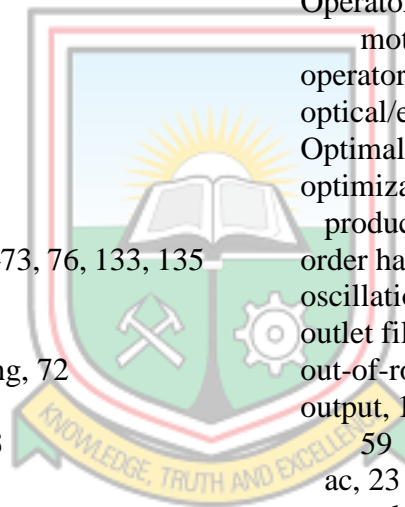 73, 76, 133, 135
ng, 72
Operator
mot
operator
optical/e
Optimal
optimiza
produc
order ha
oscillatio
outlet fil
out-of-ro
output, 1
59
ac, 23
KNOWLEDGE, TRUTH AND EXCELLENCE